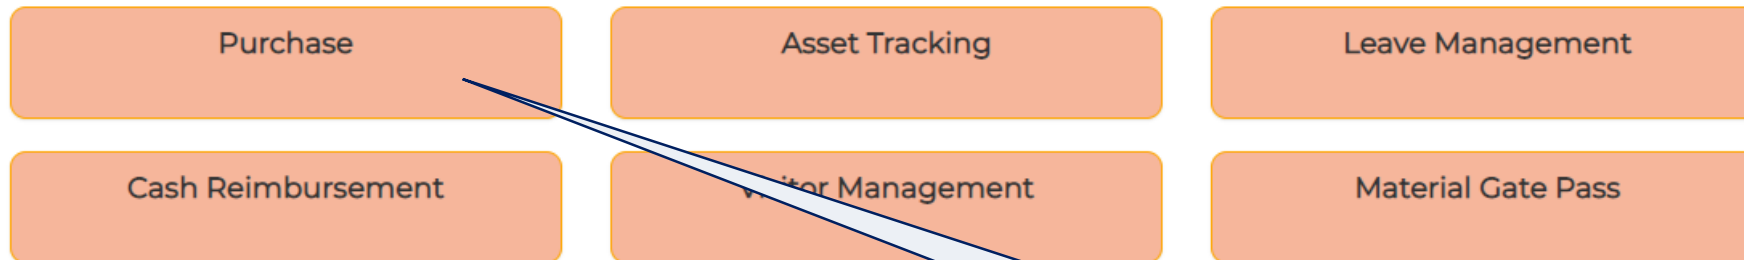 Purchase
Asset Tracking
Leave Management
Cash Reimbursement
Management
Material Gate Pass